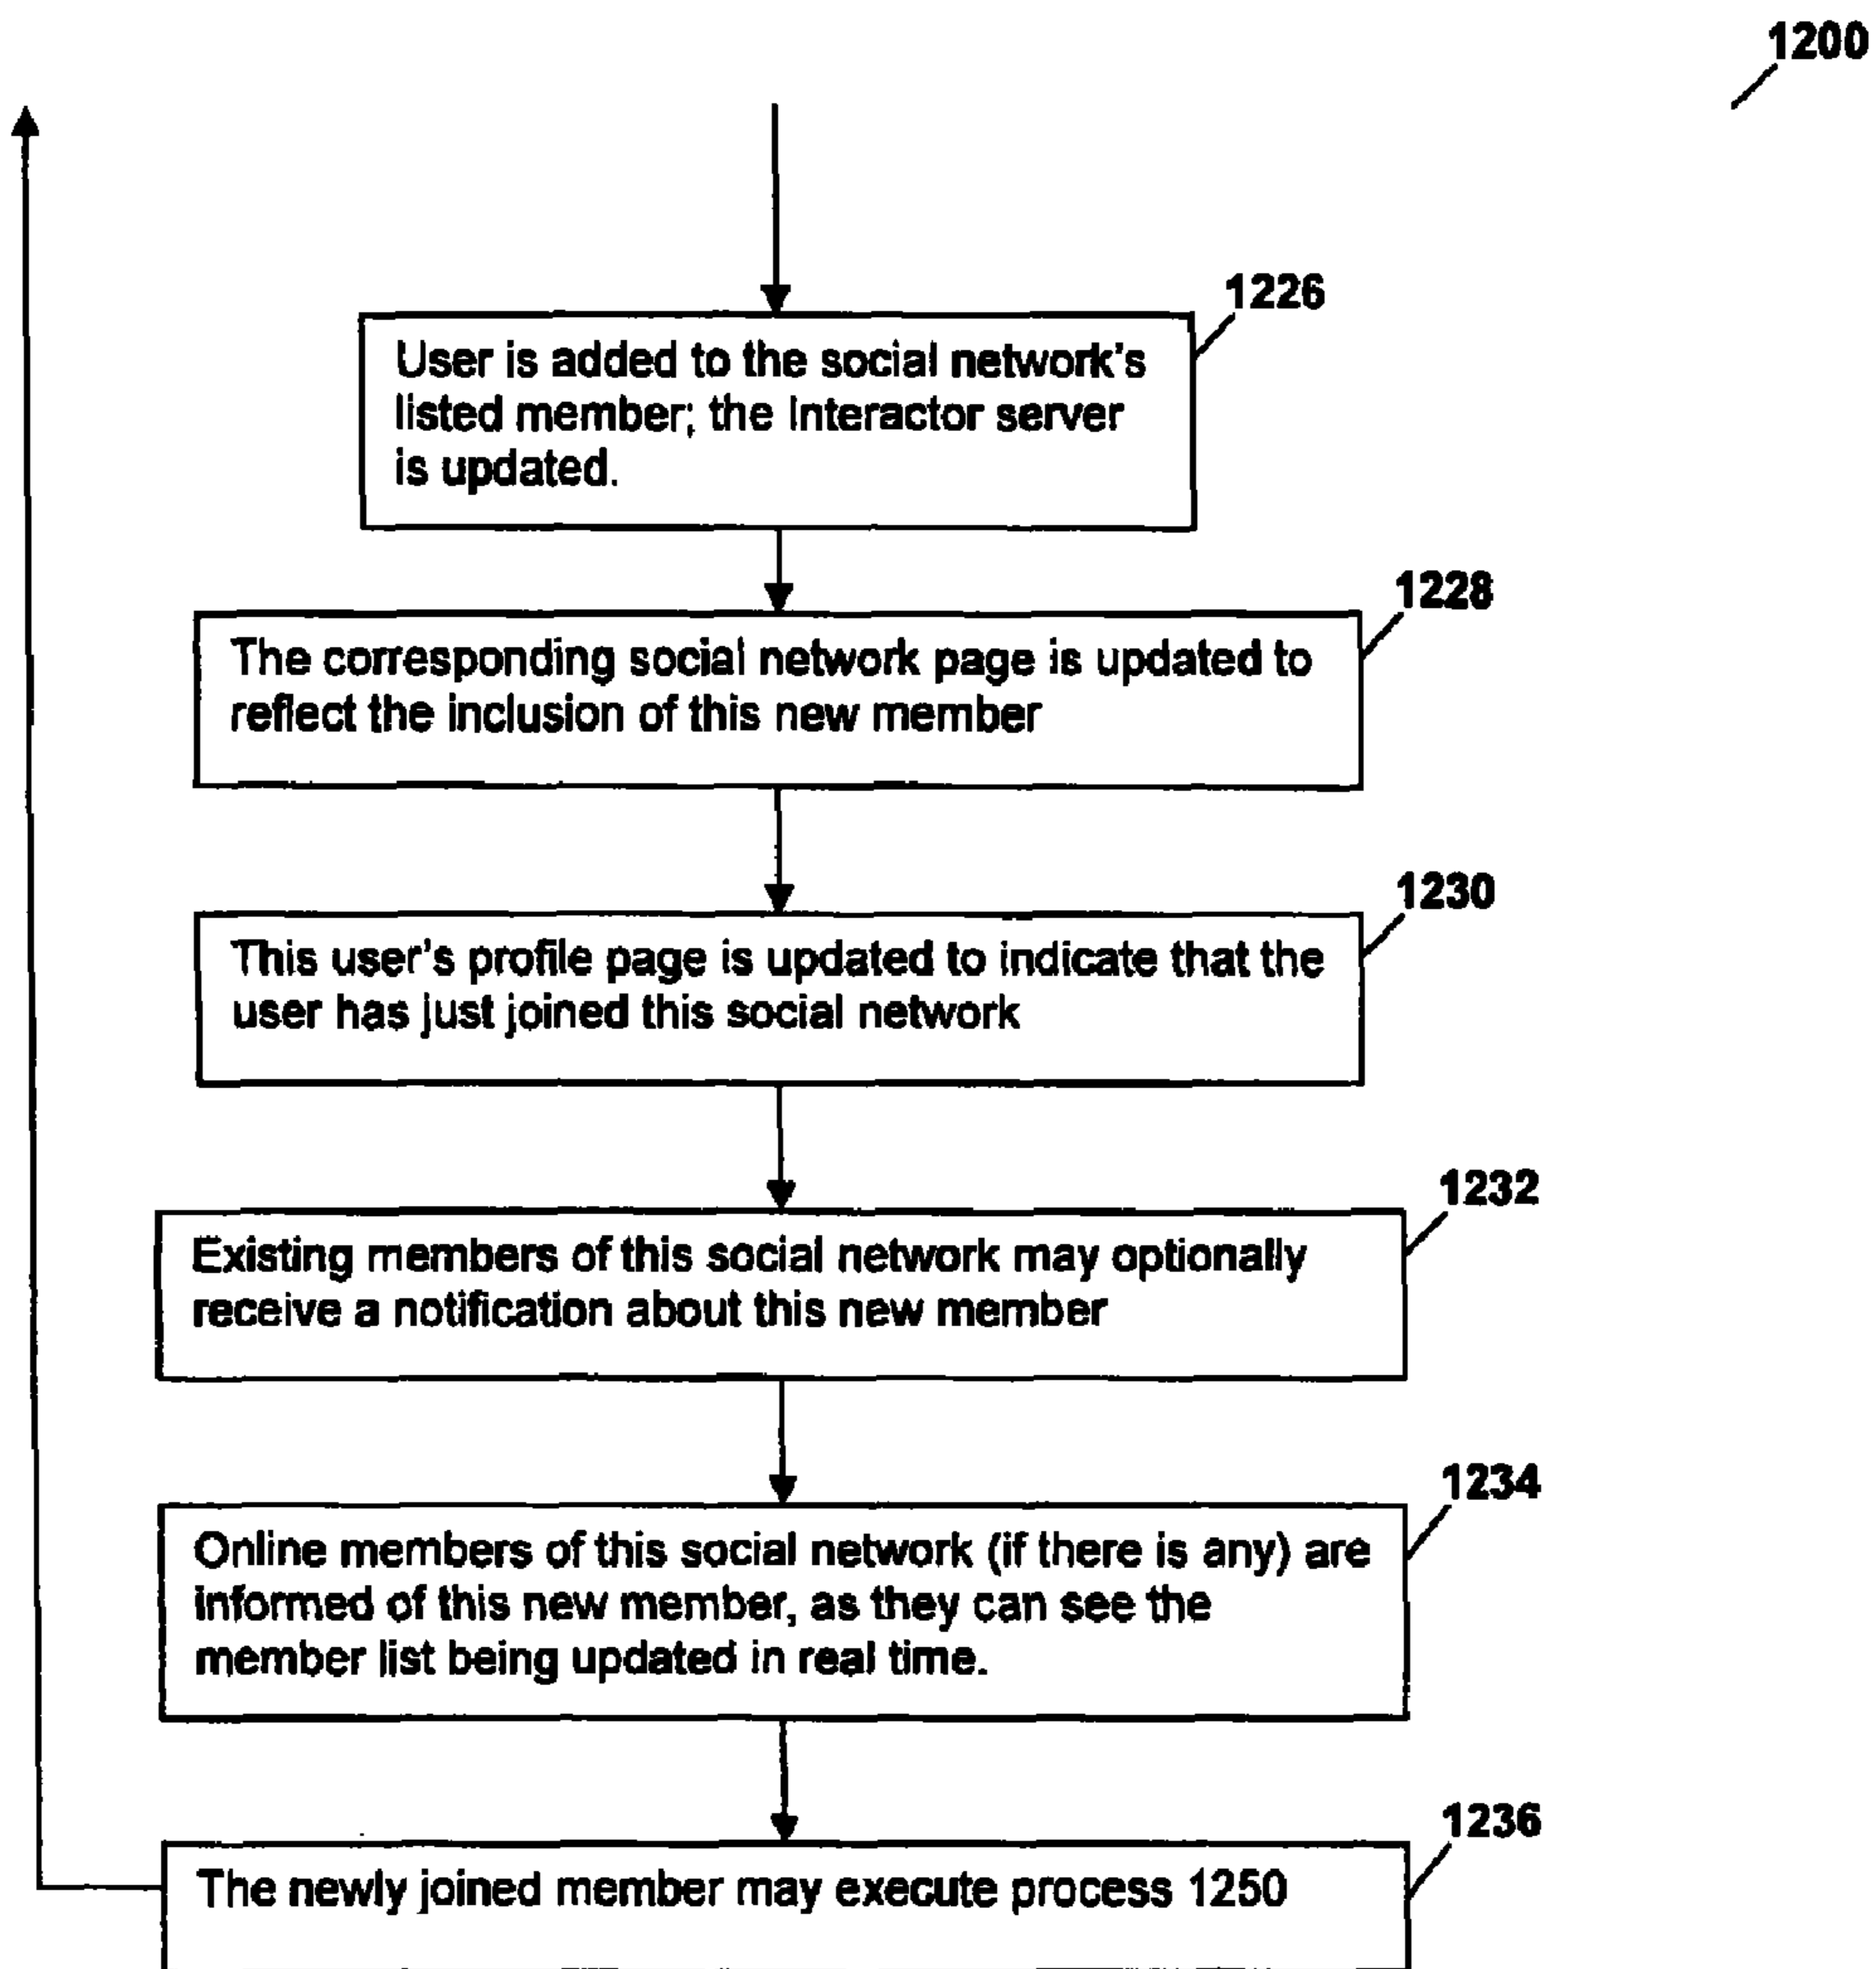 1200
1226
User is added to the social network's
listed member; the Interactor server
is updated.
1228
The corresponding social network page is updated to
reflect the inclusion of this new member
1230
This user's profile page is updated to indicate that the
user has just joined this social network
1232
Existing members of this social network may optionally
receive a notification about this new member
1234
Online members of this social network (if there is any) are
informed of this new member, as they can see the
member list being updated in real time.
1236
The newly joined member may execute process 1250